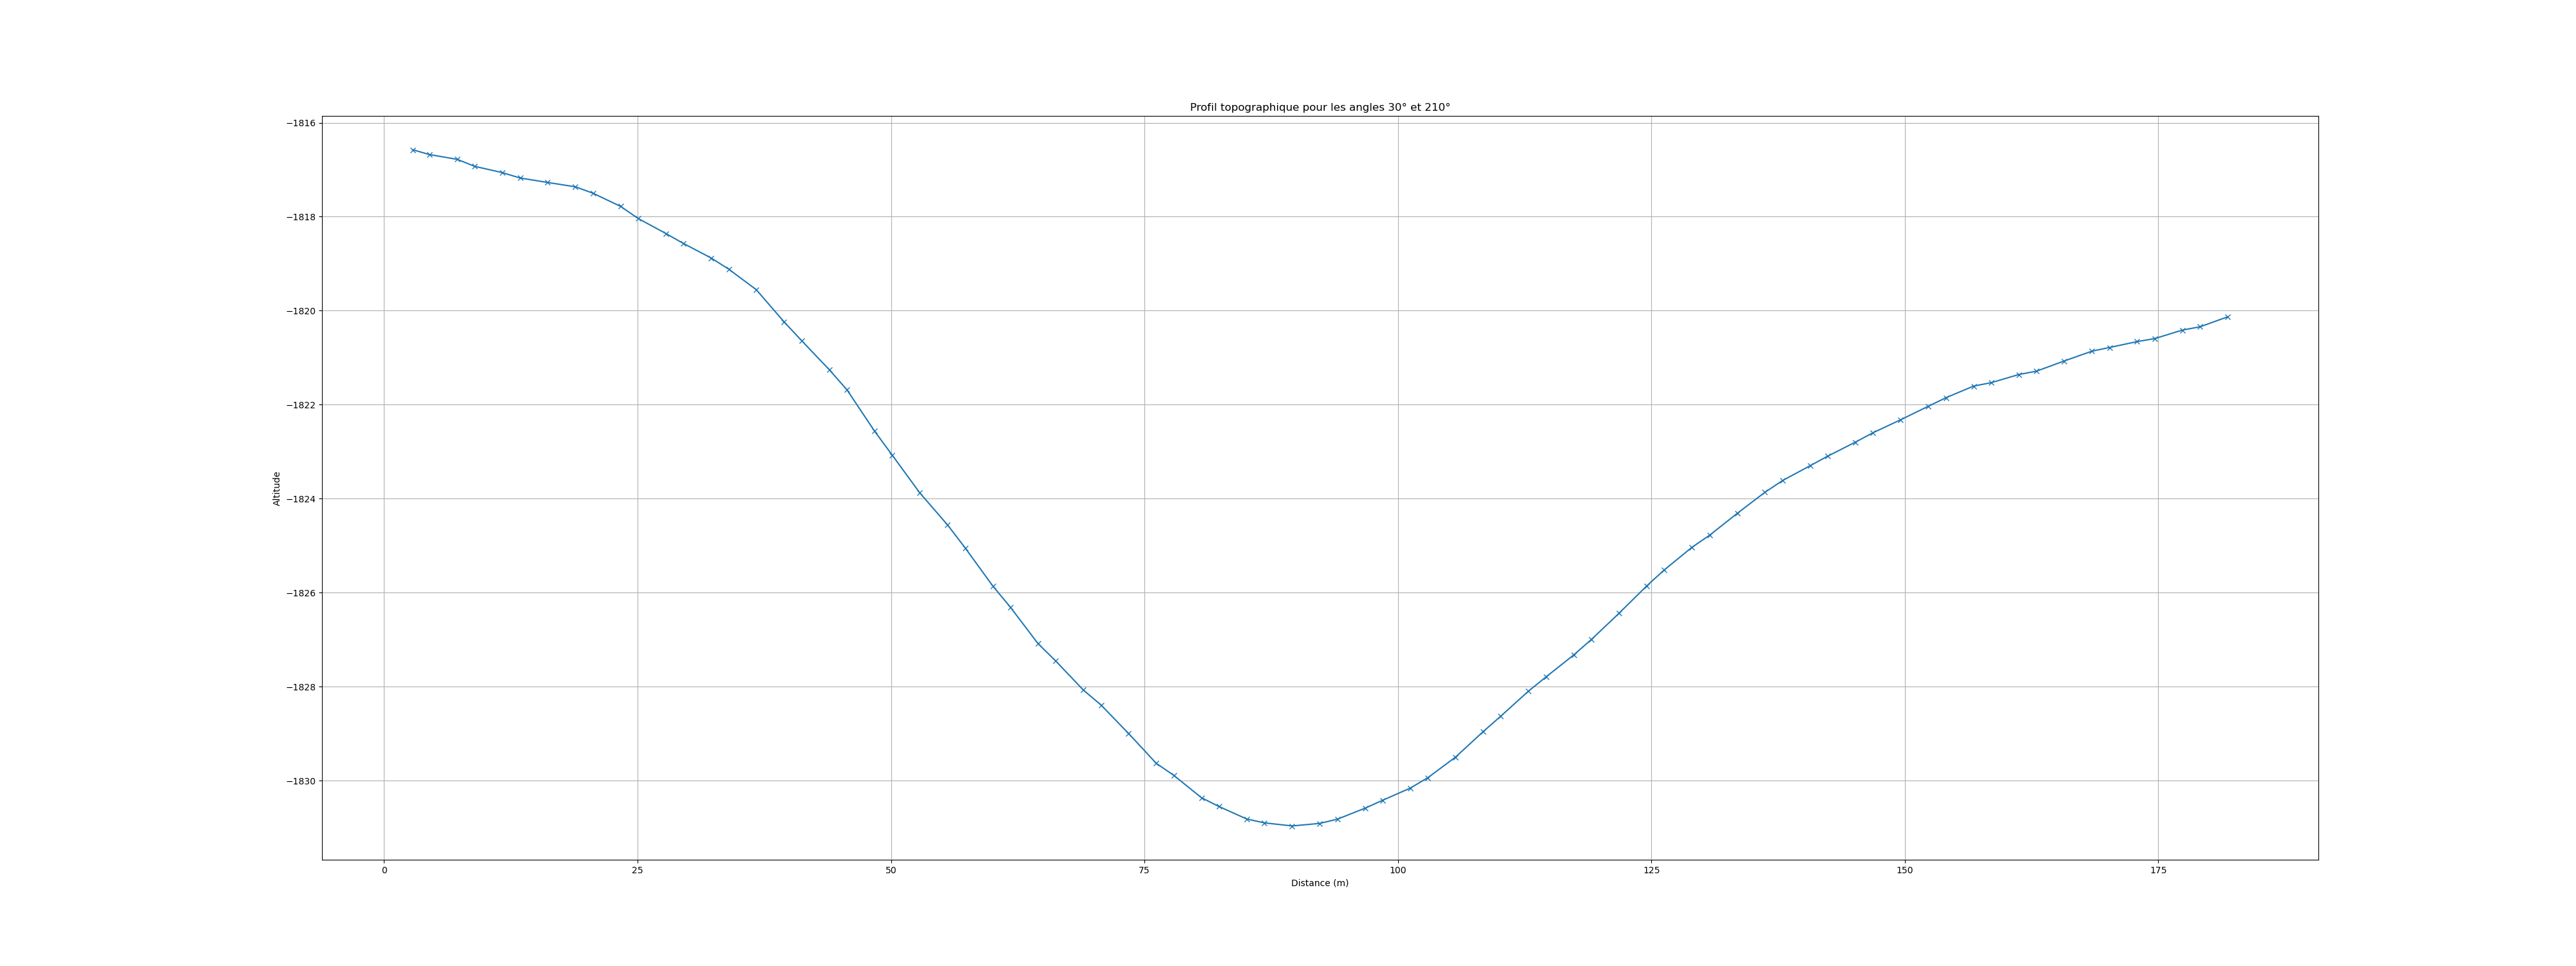 Profil topographique pour les angles 30° et 210°
−1816
−1818
−1820
−1822
−1824
−1826
−1828
−1830
Altitude
0 25 50 75 100 125 150 175
Distance (m)